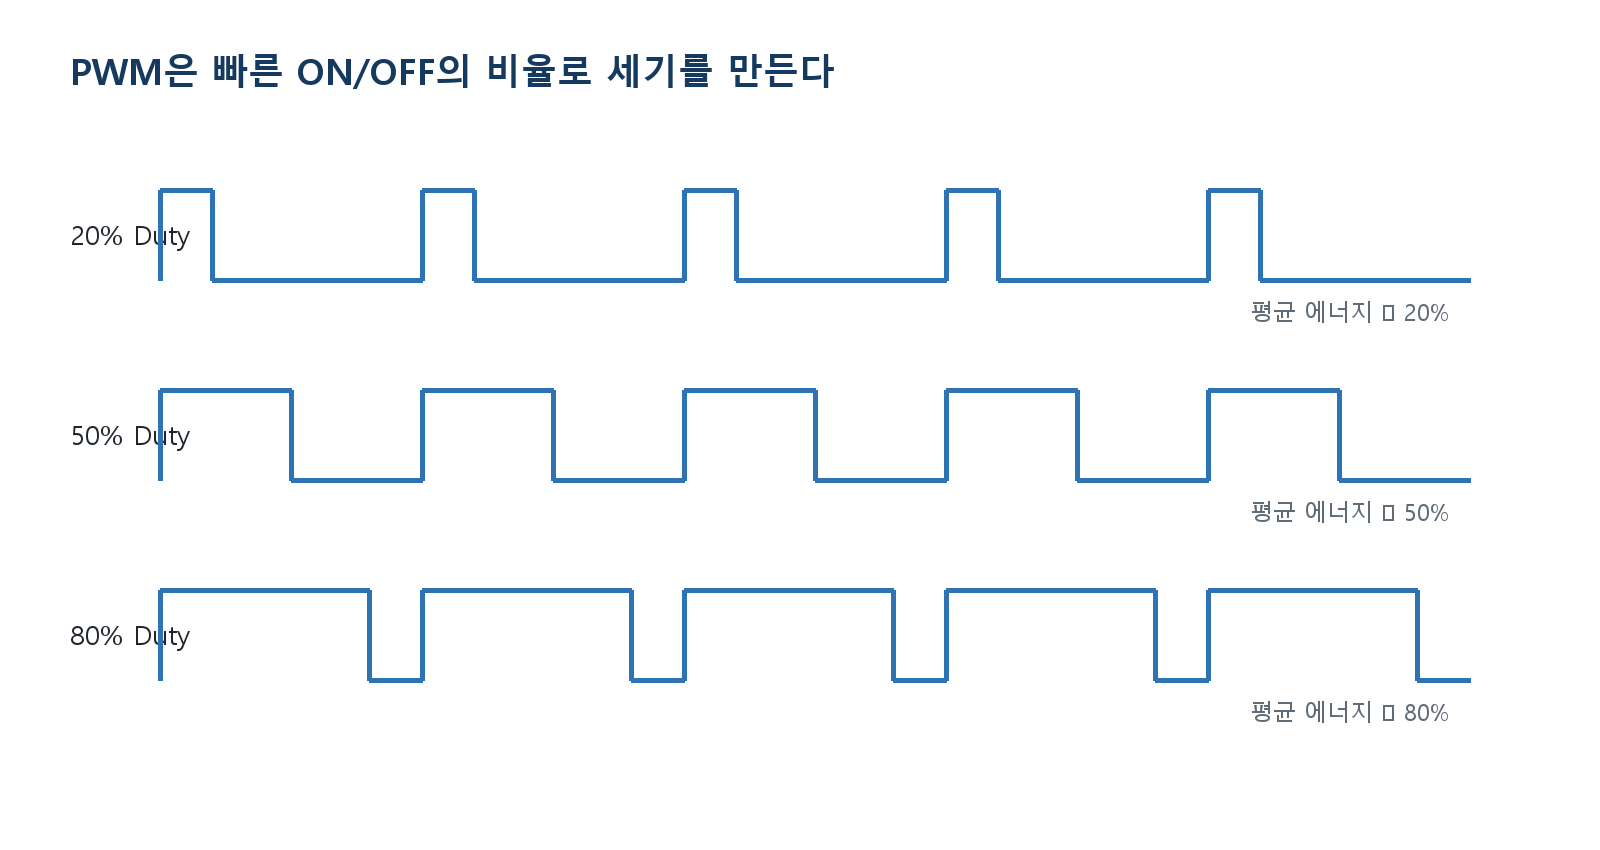 PWM은 빠른 ON/OFF의 비율로 세기를 만든다
20% Duty
평균 에너지 □ 20%
50% Duty
평균 에너지 □ 50%
80% Duty
평균 에너지 □ 80%